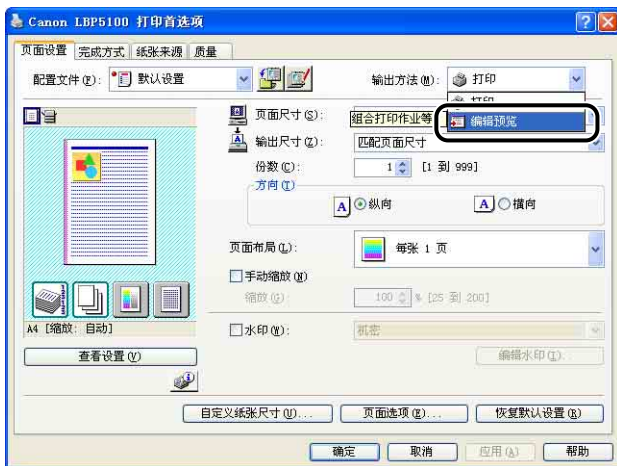 Canon LBP5100 打印首选项
页面设置 完成方式 纸张来源 质量
配置文件(F): 默认设置
输出方法(M): 打印
打印
编辑预览
页面尺寸(S):
组合打印作业等
输出尺寸(Z): 匹配页面尺寸
份数(C): 1 [1 到 999]
方向(T)
A 纵向 A 横向
页面布局(L): 每张 1 页
手动缩放(N)
缩放(G): 100 % [25 到 200]
A4 [缩放: 自动]
水印(W): 机密
查看设置(V)
编辑水印(I)...
自定义纸张尺寸(U)... 页面选项(E)... 恢复默认设置(R)
确定 取消 应用(A) 帮助